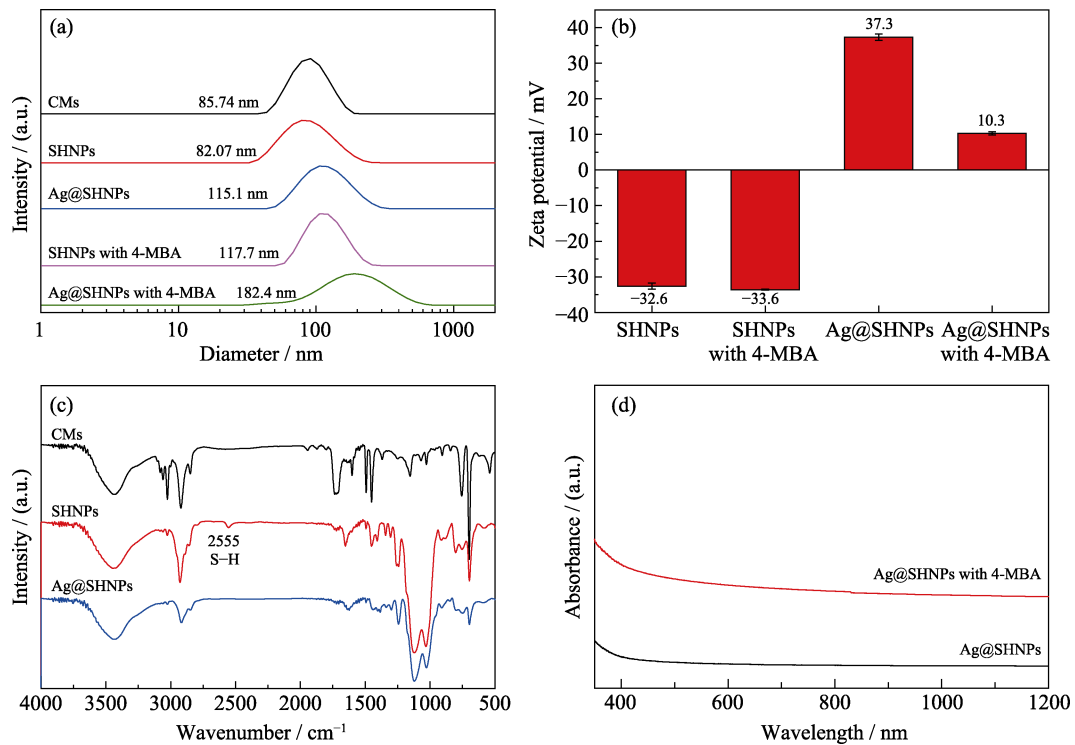 (a)
CMs
85.74 nm
SHNPs
82.07 nm
Ag@SHNPs
115.1 nm
SHNPs with 4-MBA
117.7 nm
Ag@SHNPs with 4-MBA
182.4 nm
Intensity / (a.u.)
1 10 100 1000
Diameter / nm
(b)
37.3
10.3
−32.6
−33.6
Zeta potential / mV
40
30
20
10
0
−10
−20
−30
−40
SHNPs
SHNPs
with 4-MBA
Ag@SHNPs
Ag@SHNPs
with 4-MBA
(c)
CMs
SHNPs
2555
S−H
Ag@SHNPs
Intensity / (a.u.)
4000 3500 3000 2500 2000 1500 1000 500
Wavenumber / cm⁻¹
(d)
Ag@SHNPs with 4-MBA
Ag@SHNPs
Absorbance / (a.u.)
400 600 800 1000 1200
Wavelength / nm